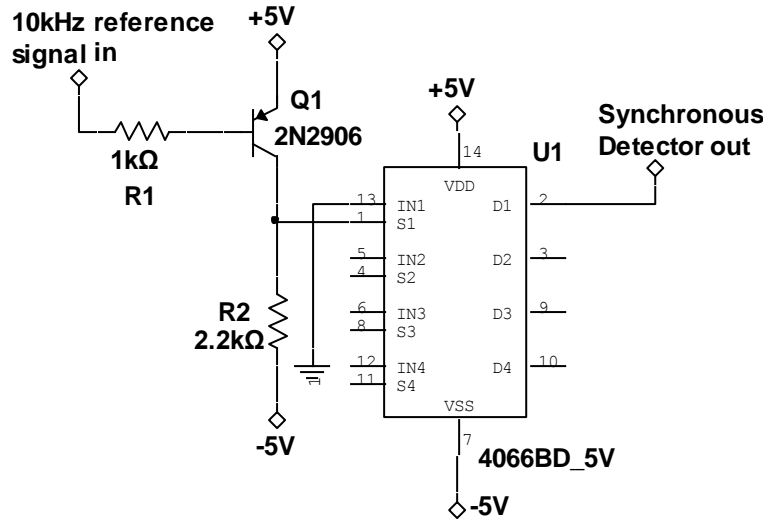 10kHz reference
signal in
+5V
Q1
2N2906
1kΩ
R1
+5V
Synchronous
Detector out
14
U1
VDD
13
IN1
D1
2
1
S1
5
IN2
D2
3
4
S2
6
IN3
D3
9
8
S3
12
IN4
D4
10
11
S4
R2
2.2kΩ
VSS
7
4066BD_5V
-5V
-5V